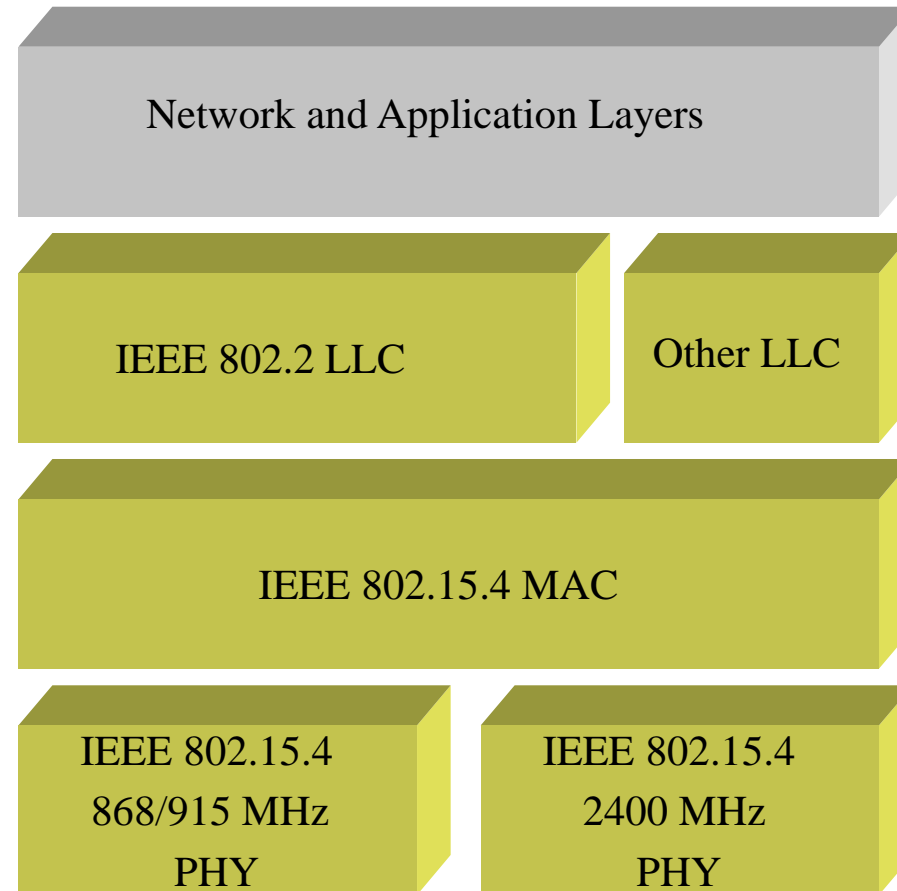 Network and Application Layers
IEEE 802.2 LLC
Other LLC
IEEE 802.15.4 MAC
IEEE 802.15.4
868/915 MHz
PHY
IEEE 802.15.4
2400 MHz
PHY